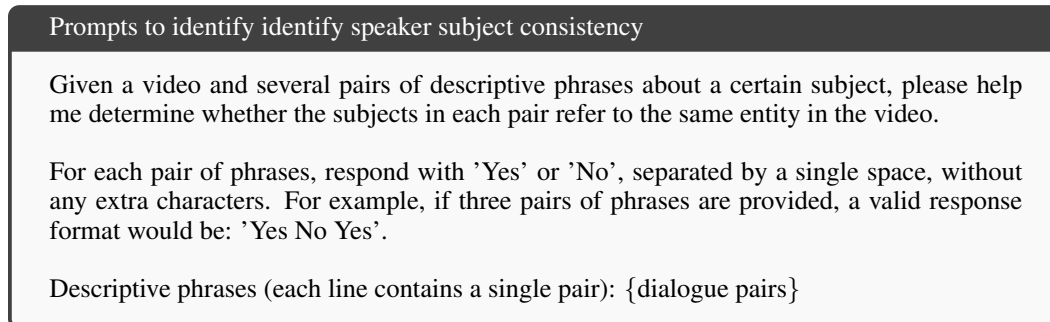 Prompts to identify identify speaker subject consistency
Given a video and several pairs of descriptive phrases about a certain subject, please help
me determine whether the subjects in each pair refer to the same entity in the video.
For each pair of phrases, respond with ’Yes’ or ’No’, separated by a single space, without
any extra characters. For example, if three pairs of phrases are provided, a valid response
format would be: ’Yes No Yes’.
Descriptive phrases (each line contains a single pair): {dialogue pairs}